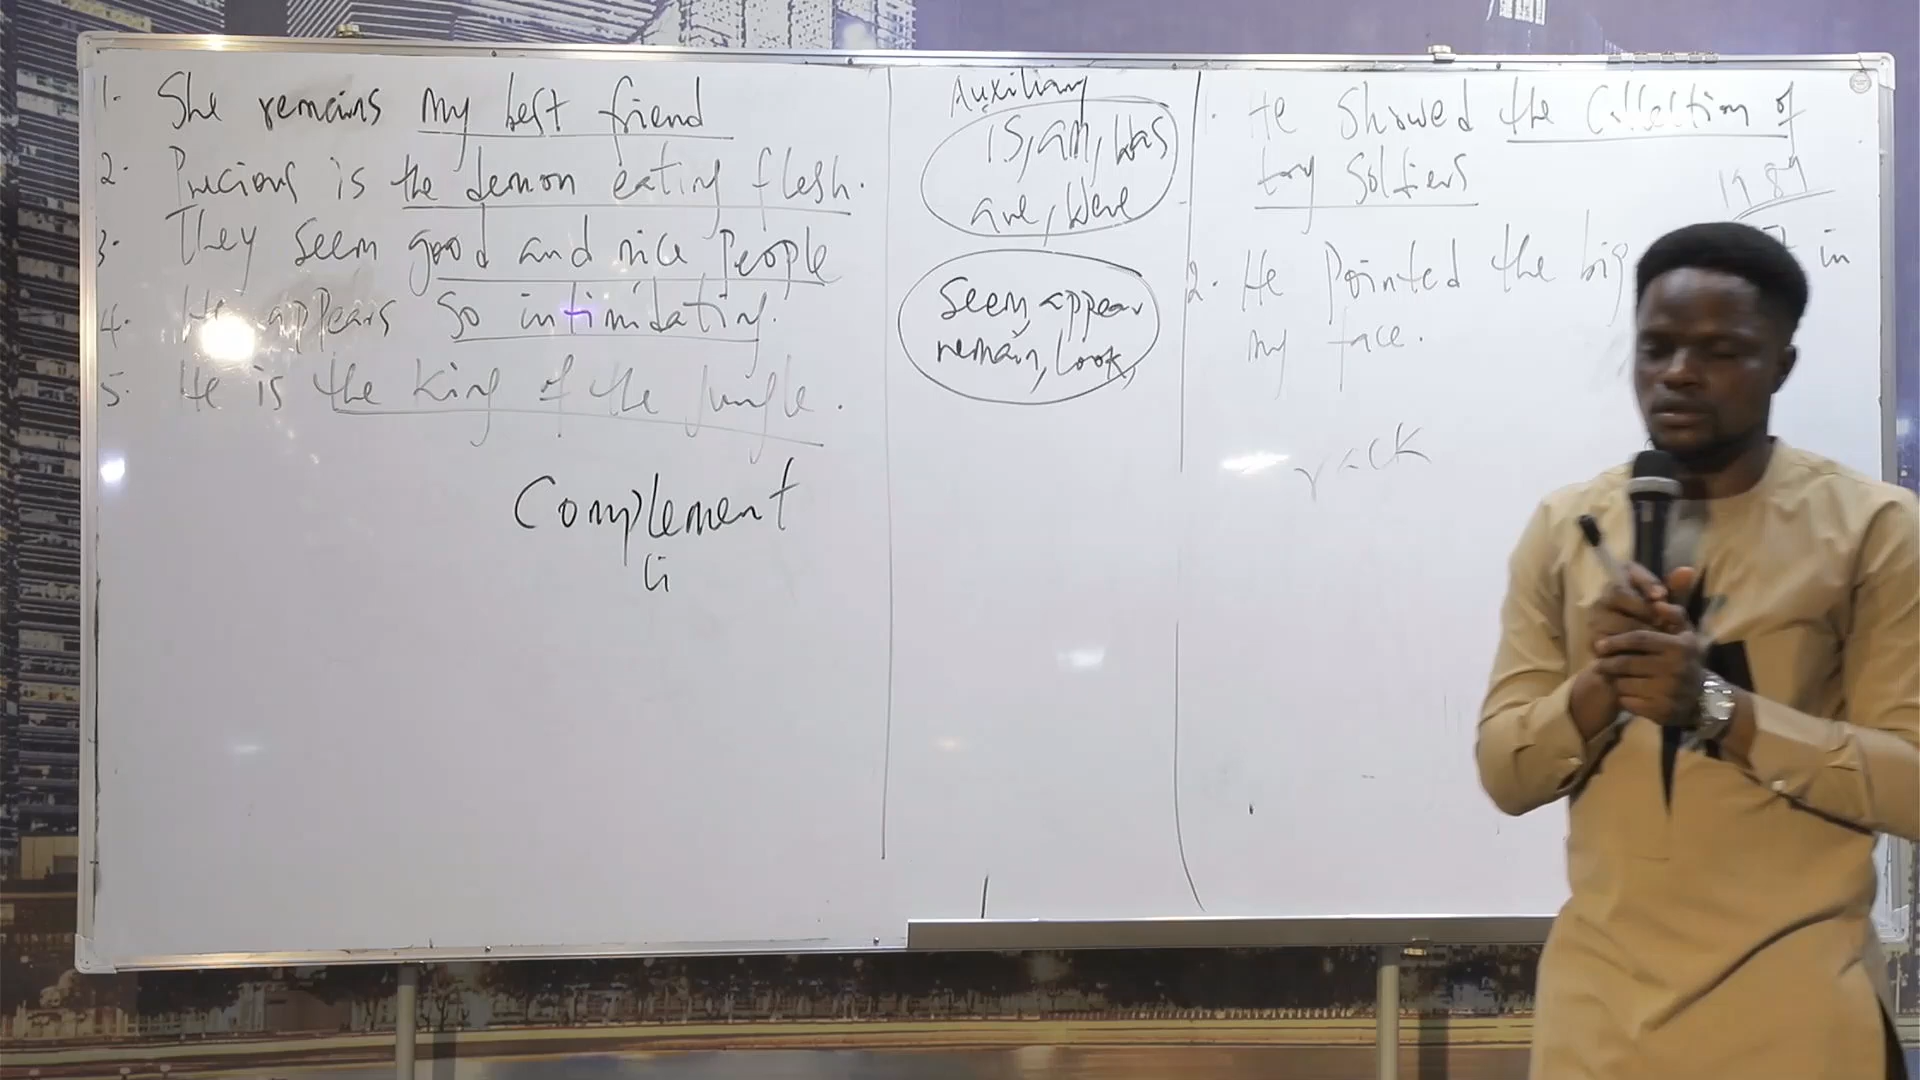 1. She remains my best friend
2. Precious is the demon eating flesh.
3. They seem good and nice People
4. He appears so intimidating.
5. He is the King of the Jungle.
Complement
Auxiliary
is, am, was
are, were
Seem, appear
remain, look,
1. He Showed the Collection of
toy Soldiers
1989
2. He Pointed the big
in
my face.